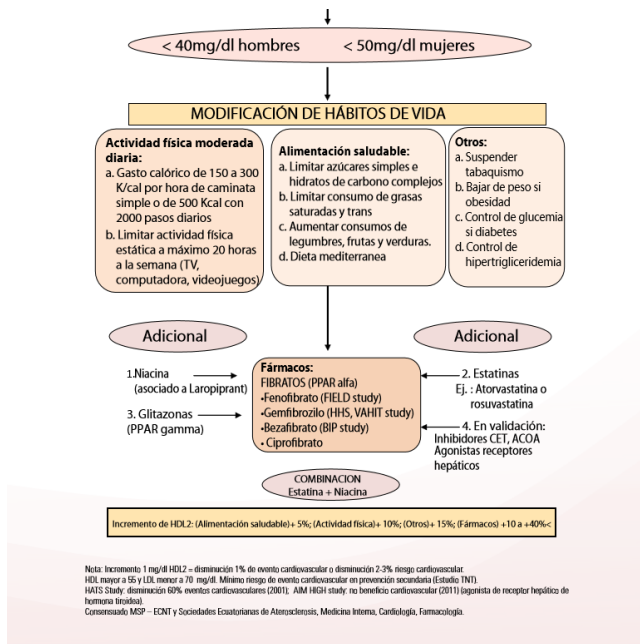 < 40mg/dl hombres < 50mg/dl mujeres
MODIFICACIÓN DE HÁBITOS DE VIDA
Actividad física moderada
diaria:
a. Gasto calórico de 150 a 300
K/cal por hora de caminata
simple o de 500 Kcal con
2000 pasos diarios
b. Limitar actividad física
estática a máximo 20 horas
a la semana (TV,
computadora, videojuegos)
Alimentación saludable:
a. Limitar azúcares simples e
hidratos de carbono complejos
b. Limitar consumo de grasas
saturadas y trans
c. Aumentar consumos de
legumbres, frutas y verduras.
d. Dieta mediterranea
Otros:
a. Suspender
tabaquismo
b. Bajar de peso si
obesidad
c. Control de glucemia
si diabetes
d. Control de
hipertrigliceridemia
Adicional
Adicional
1.Niacina
(asociado a Laropiprant)
3. Glitazonas
(PPAR gamma)
Fármacos:
FIBRATOS (PPAR alfa)
•Fenofibrato (FIELD study)
•Gemfibrozilo (HHS, VAHIT study)
•Bezafibrato (BIP study)
• Ciprofibrato
2. Estatinas
Ej. : Atorvastatina o
rosuvastatina
4. En validación:
Inhibidores CET, ACOA
Agonistas receptores
hepáticos
COMBINACION
Estatina + Niacina
Incremento de HDL2: (Alimentación saludable)+ 5%; (Actividad física)+ 10%; (Otros)+ 15%; (Fármacos) +10 a +40%<
Nota: Incremento 1 mg/dl HDL2 = disminución 1% de evento cardiovascular o disminución 2-3% riesgo cardiovascular.
HDL mayor a 55 y LDL menor a 70 mg/dl. Mínimo riesgo de evento cardiovascular en prevención secundaria (Estudio TNT).
HATS Study: disminución 60% eventos cardiovasculares (2001); AIM HIGH study: no beneficio cardiovascular (2011) (agonista de receptor hepático de
hormona tiroidea).
Consensuado MSP – ECNT y Sociedades Ecuatorianas de Aterosclerosis, Medicina Interna, Cardiología, Farmacología.